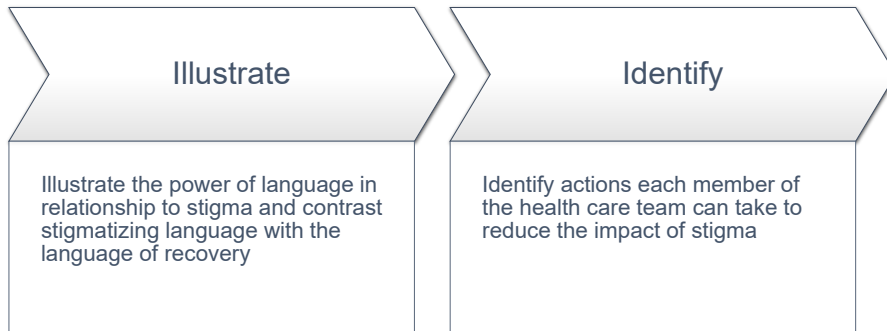 Illustrate
Illustrate the power of language in
relationship to stigma and contrast
stigmatizing language with the
language of recovery
Identify
Identify actions each member of
the health care team can take to
reduce the impact of stigma